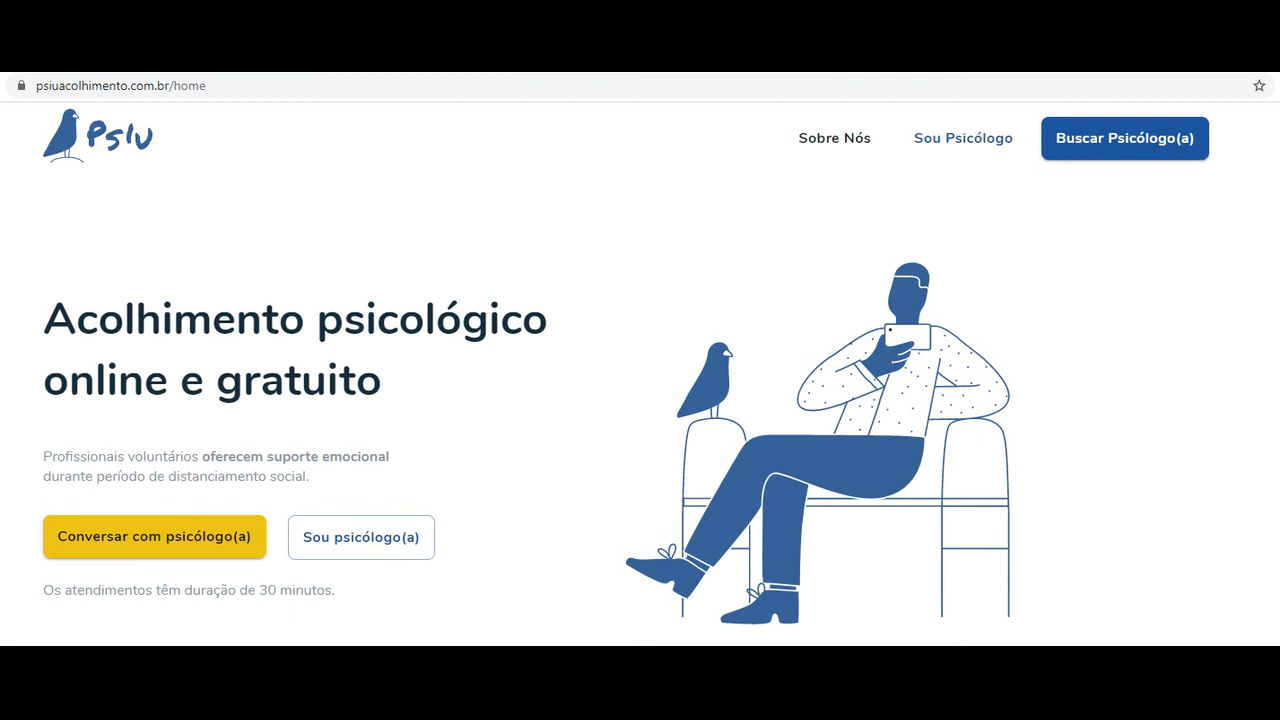 psiuacolhimento.com.br/home
Psiu
Sobre Nós
Sou Psicólogo
Buscar Psicólogo(a)
Acolhimento psicológico
online e gratuito
Profissionais voluntários oferecem suporte emocional
durante período de distanciamento social.
Conversar com psicólogo(a)
Sou psicólogo(a)
Os atendimentos têm duração de 30 minutos.